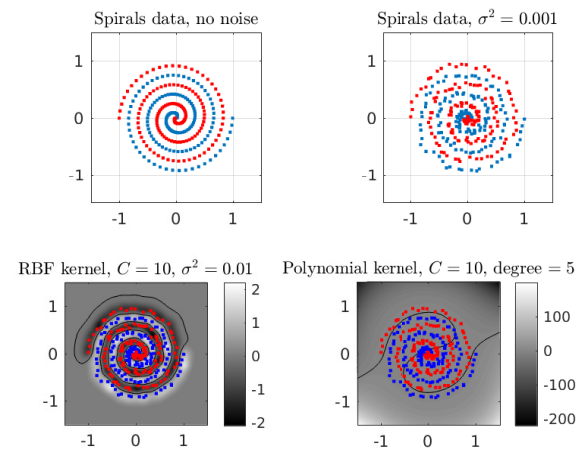 Spirals data, no noise
Spirals data, σ² = 0.001
1
0
-1
-1 0 1
1
0
-1
-1 0 1
RBF kernel, C = 10, σ² = 0.01
Polynomial kernel, C = 10, degree = 5
1
0
-1
-1 0 1
2
1
0
-1
-2
1
0
-1
-1 0 1
100
0
-100
-200